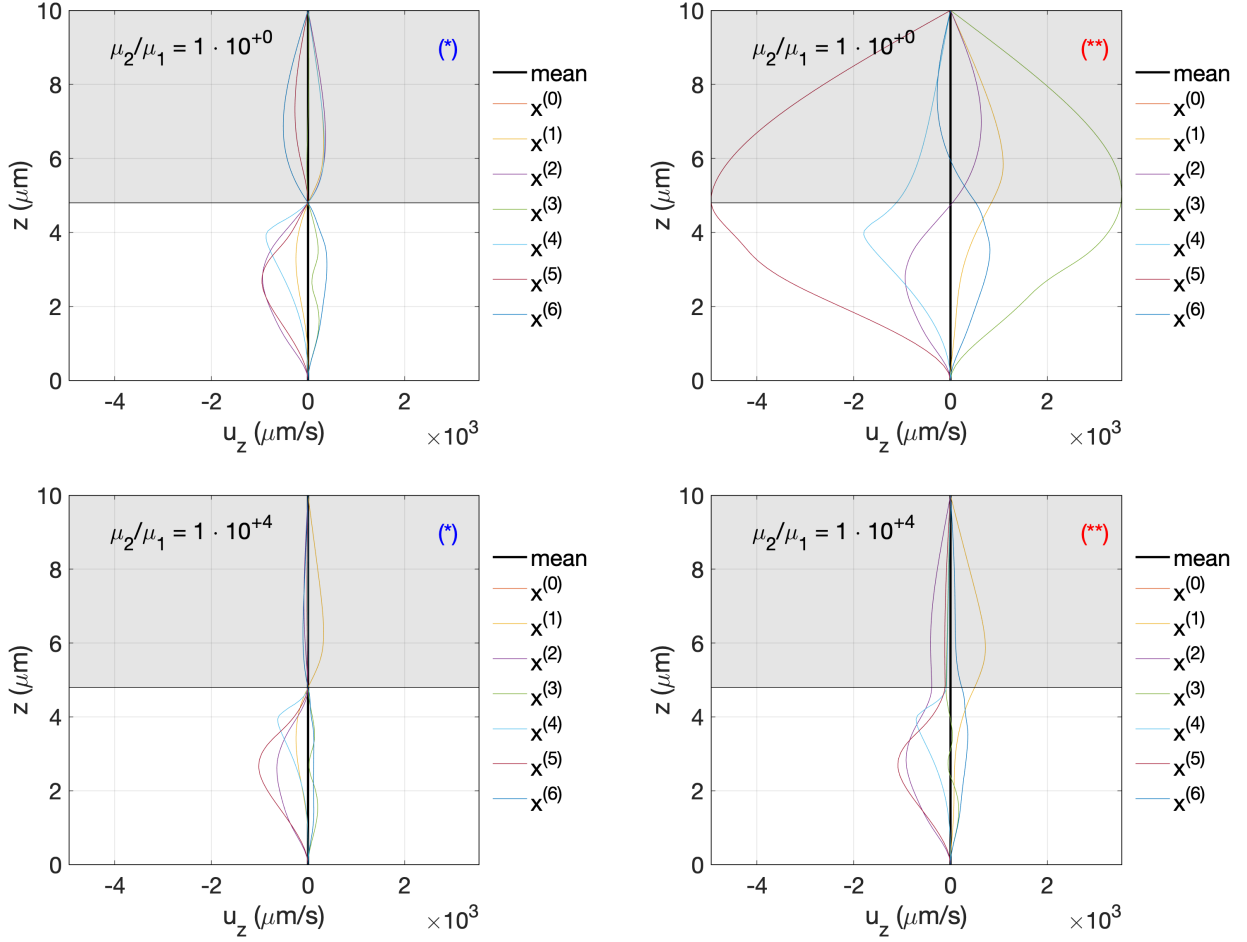 μ₂/μ₁ = 1 · 10⁺⁰
(*)
10
8
6
4
2
0
z (μm)
-4
-2
0
2
×10³
u_z (μm/s)
mean
x⁽⁰⁾
x⁽¹⁾
x⁽²⁾
x⁽³⁾
x⁽⁴⁾
x⁽⁵⁾
x⁽⁶⁾
μ₂/μ₁ = 1 · 10⁺⁰
(**)
10
8
6
4
2
0
z (μm)
-4
-2
0
2
×10³
u_z (μm/s)
mean
x⁽⁰⁾
x⁽¹⁾
x⁽²⁾
x⁽³⁾
x⁽⁴⁾
x⁽⁵⁾
x⁽⁶⁾
μ₂/μ₁ = 1 · 10⁺⁴
(*)
10
8
6
4
2
0
z (μm)
-4
-2
0
2
×10³
u_z (μm/s)
mean
x⁽⁰⁾
x⁽¹⁾
x⁽²⁾
x⁽³⁾
x⁽⁴⁾
x⁽⁵⁾
x⁽⁶⁾
μ₂/μ₁ = 1 · 10⁺⁴
(**)
10
8
6
4
2
0
z (μm)
-4
-2
0
2
×10³
u_z (μm/s)
mean
x⁽⁰⁾
x⁽¹⁾
x⁽²⁾
x⁽³⁾
x⁽⁴⁾
x⁽⁵⁾
x⁽⁶⁾